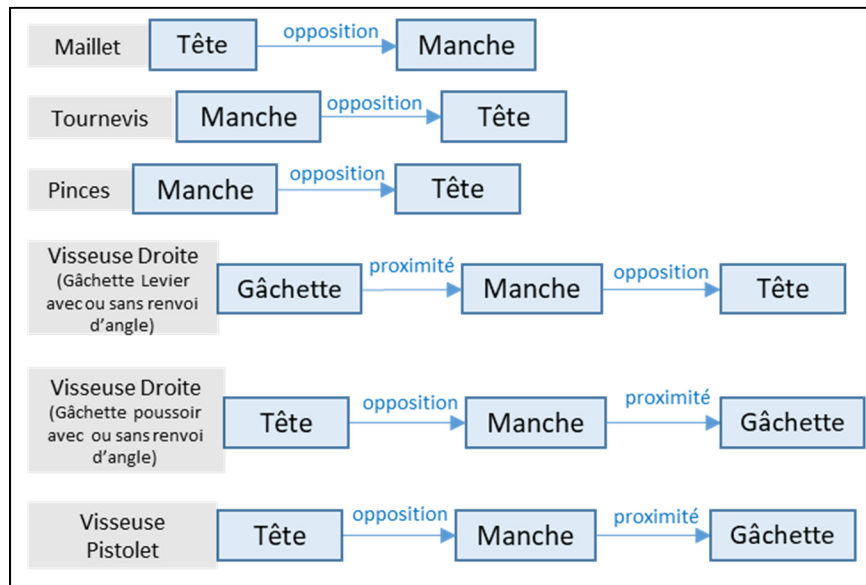 Maillet Tête opposition Manche
Tournevis Manche opposition Tête
Pinces Manche opposition Tête
Visseuse Droite
(Gâchette Levier
avec ou sans renvoi
d'angle)
Gâchette proximité Manche opposition Tête
Visseuse Droite
(Gâchette poussoir
avec ou sans renvoi
d'angle)
Tête opposition Manche proximité Gâchette
Visseuse
Pistolet
Tête opposition Manche proximité Gâchette